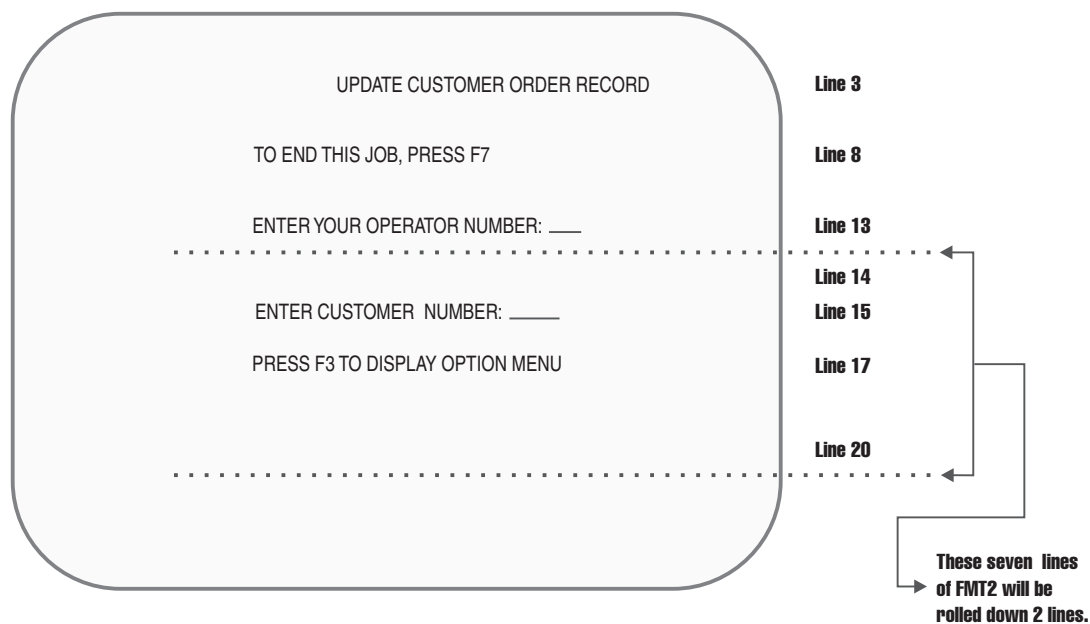 UPDATE CUSTOMER ORDER RECORD Line 3
TO END THIS JOB, PRESS F7 Line 8
ENTER YOUR OPERATOR NUMBER: ___ Line 13
Line 14
ENTER CUSTOMER NUMBER: _____ Line 15
PRESS F3 TO DISPLAY OPTION MENU Line 17
Line 20
These seven lines
of FMT2 will be
rolled down 2 lines.